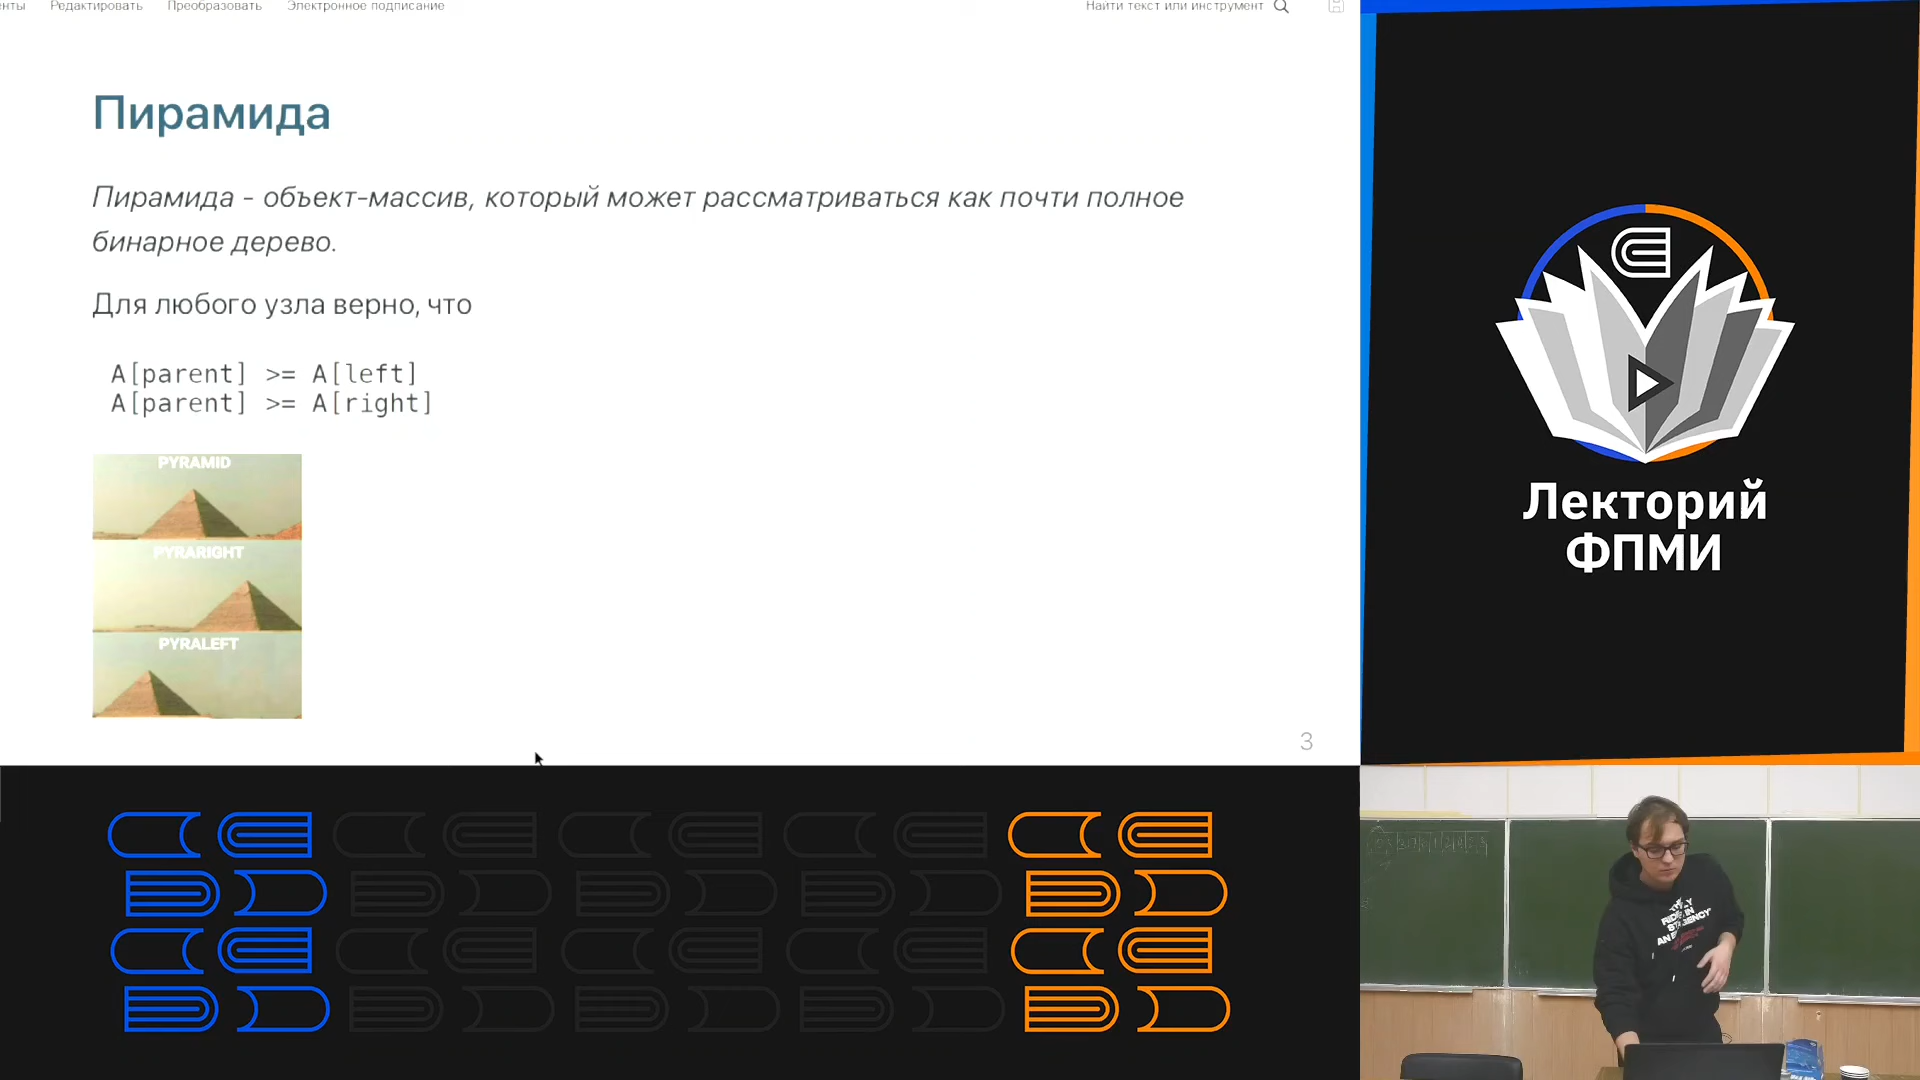 Редактировать
Преобразовать
Электронное подписание
Найти текст или инструмент
Пирамида
Пирамида - объект-массив, который может рассматриваться как почти полное
бинарное дерево.
Для любого узла верно, что
A[parent] >= A[left]
A[parent] >= A[right]
PYRAMID
PYRARIGHT
PYRALEFT
3
Лекторий
ФПМИ